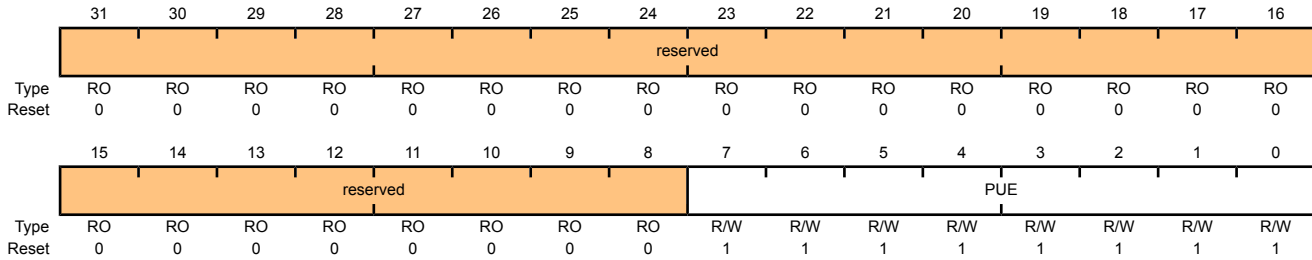 31 30 29 28 27 26 25 24 23 22 21 20 19 18 17 16
reserved
Type RO RO RO RO RO RO RO RO RO RO RO RO RO RO RO RO
Reset 0 0 0 0 0 0 0 0 0 0 0 0 0 0 0 0
15 14 13 12 11 10 9 8 7 6 5 4 3 2 1 0
reserved PUE
Type RO RO RO RO RO RO RO RO R/W R/W R/W R/W R/W R/W R/W R/W
Reset 0 0 0 0 0 0 0 0 1 1 1 1 1 1 1 1